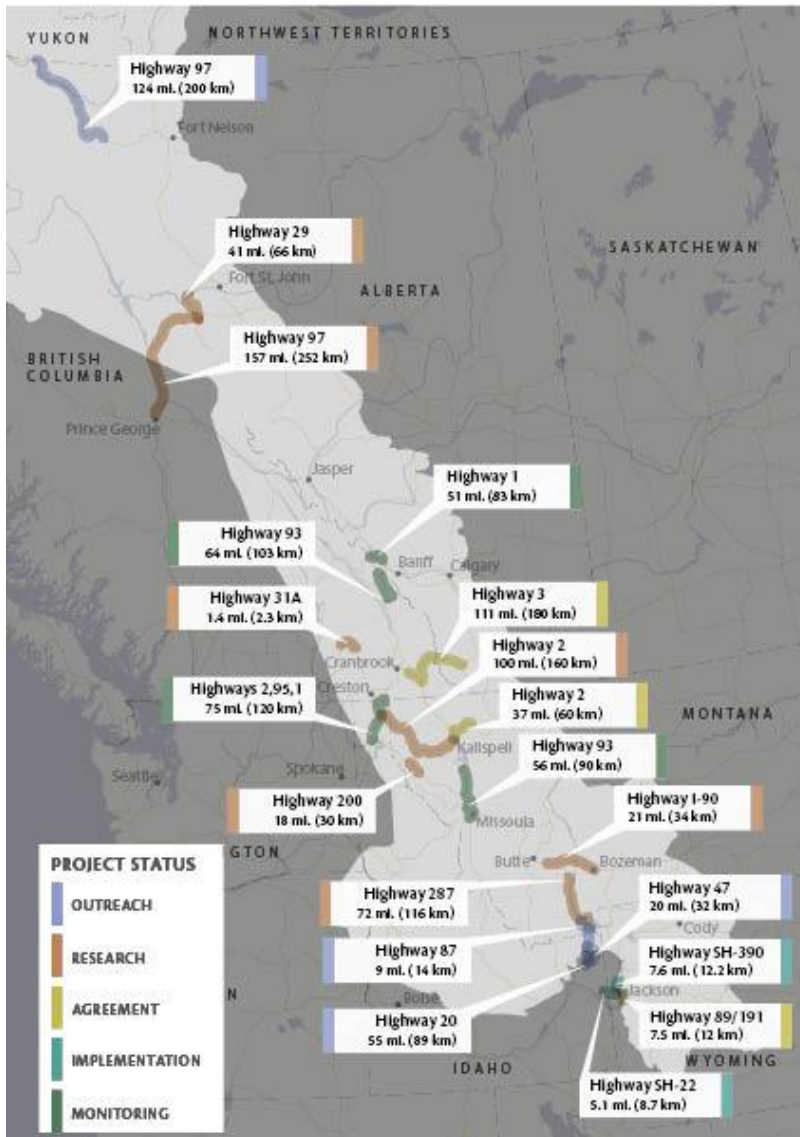 YUKON
NORTHWEST TERRITORIES
Highway 97
124 mi. (200 km)
Fort Nelson
Highway 29
41 mi. (66 km)
Fort St. John
SASKATCHEWAN
ALBERTA
Highway 97
157 mi. (252 km)
BRITISH
COLUMBIA
Prince George
Jasper
Highway 1
51 mi. (83 km)
Highway 93
64 mi. (103 km)
Banff
Calgary
Highway 31A
1.4 mi. (2.3 km)
Highway 3
111 mi. (180 km)
Highway 2
100 mi. (160 km)
Cranbrook
Creston
Highways 2,95,1
75 mi. (120 km)
Highway 2
37 mi. (60 km)
MONTANA
Kalispell
Highway 93
56 mi. (90 km)
Seattle
Spokane
Highway 200
18 mi. (30 km)
Missoula
Highway I-90
21 mi. (34 km)
Butte
Bozeman
PROJECT STATUS
NGTON
OUTREACH
RESEARCH
AGREEMENT
IMPLEMENTATION
MONITORING
Highway 287
72 mi. (116 km)
Highway 47
20 mi. (32 km)
Cody
Highway 87
9 mi. (14 km)
Highway SH-390
7.6 mi. (12.2 km)
N
Boise
Jackson
Highway 20
55 mi. (89 km)
Highway 89/191
7.5 mi. (12 km)
IDAHO
WYOMING
Highway SH-22
5.1 mi. (8.7 km)